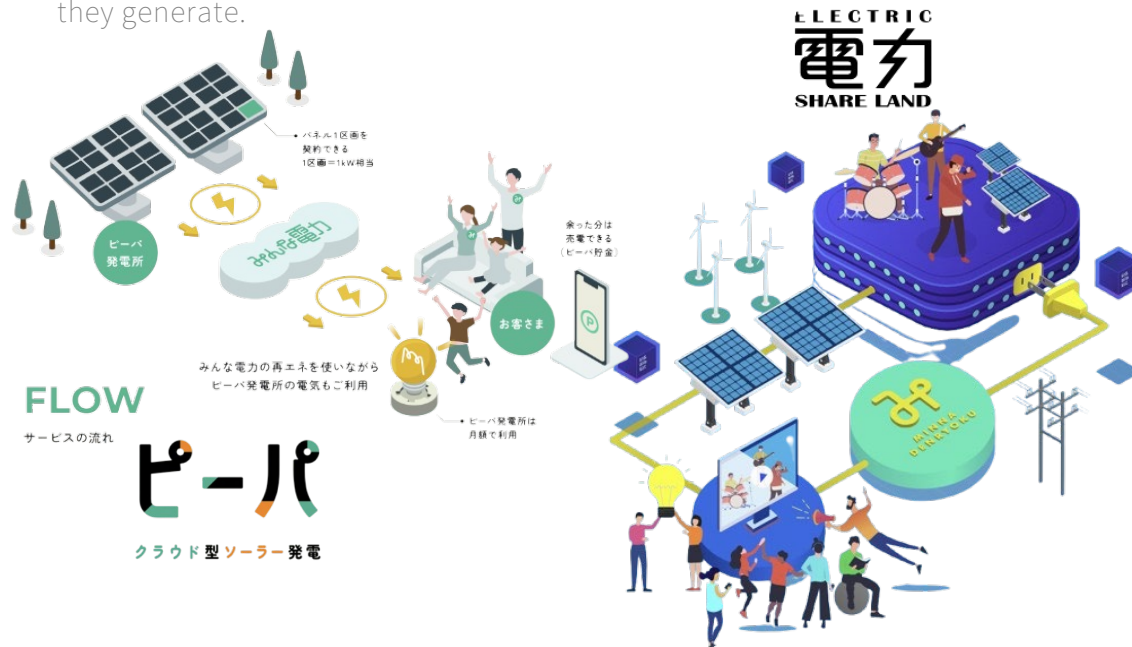 they generate.
パネル1区画を
契約できる
1区画=1kW相当
ピーパ
発電所
みんな電力
お客さま
余った分は
売電できる
(ピーパ貯金)
P
みんな電力の再エネを使いながら
ピーパ発電所の電気もご利用
ピーパ発電所は
月額で利用
FLOW
サービスの流れ
ピーパ
クラウド型ソーラー発電
ELECTRIC
電力
SHARE LAND
MINNA
DENRYOKU